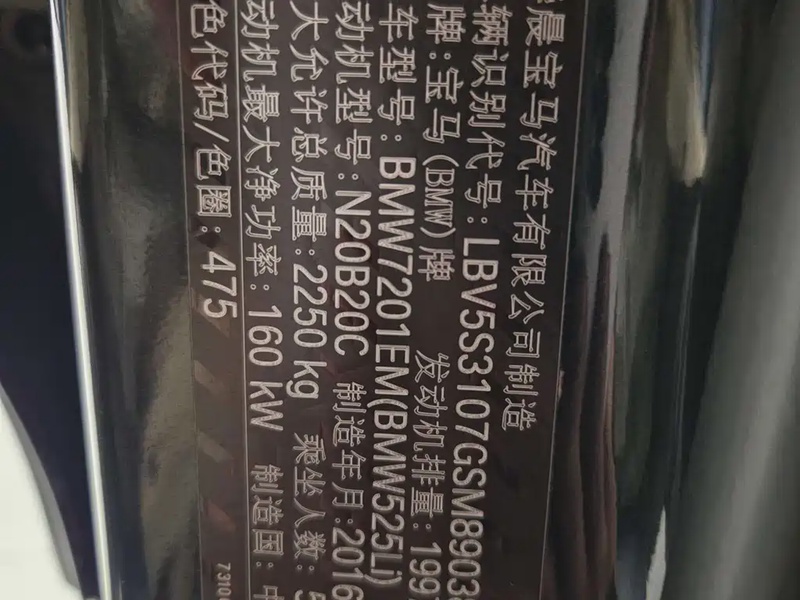 晨宝马汽车有限公司制造
辆识别代号:LBV5S3107GSM8903
牌:宝马(BMW)牌 发动机排量:199
车型号:BMW7201EM(BMW525Li)
动机型号:N20B20C 制造年月:2016
大允许总质量:2250 kg 乘坐人数:5
动机最大净功率:160 kW 制造国:中
色代码/色圈:475
7310